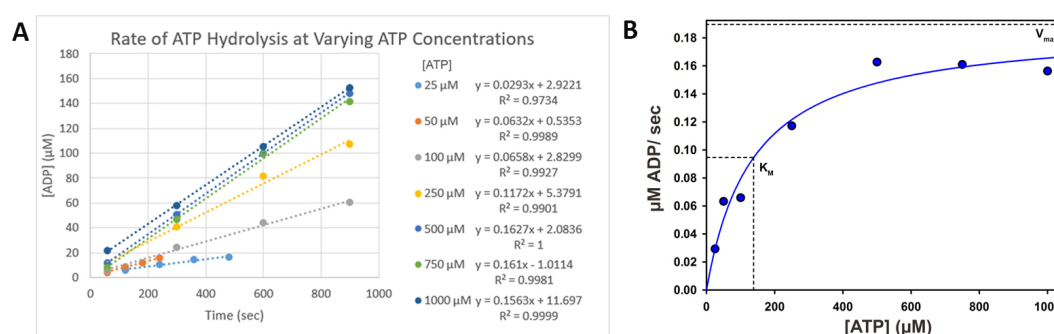 A
Rate of ATP Hydrolysis at Varying ATP Concentrations
180
160
140
120
100
80
60
40
20
0
[ADP] (µM)
0 200 400 600 800 1000
Time (sec)
[ATP]
25 µM y = 0.0293x + 2.9221
R² = 0.9734
50 µM y = 0.0632x + 0.5353
R² = 0.9989
100 µM y = 0.0658x + 2.8299
R² = 0.9927
250 µM y = 0.1172x + 5.3791
R² = 0.9901
500 µM y = 0.1627x + 2.0836
R² = 1
750 µM y = 0.161x - 1.0114
R² = 0.9981
1000 µM y = 0.1563x + 11.697
R² = 0.9999
B
0.18
0.16
0.14
0.12
0.10
0.08
0.06
0.04
0.02
0.00
µM ADP/ sec
Vma
KM
0 200 400 600 800 100
[ATP] (µM)